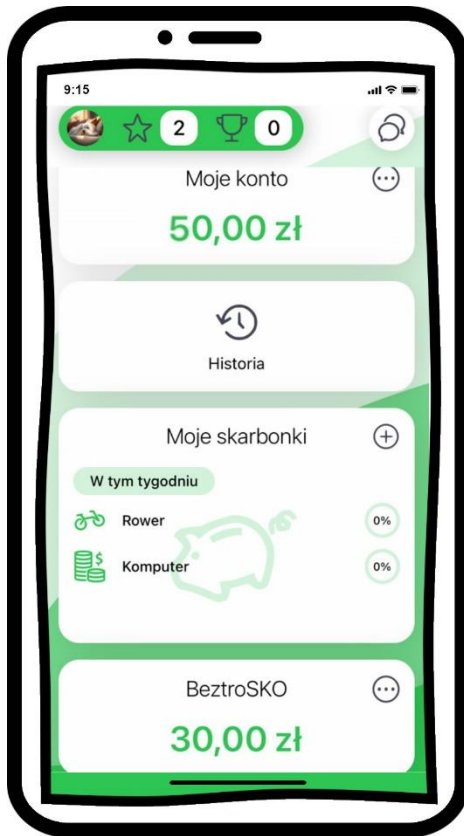 9:15
2 0
Moje konto
50,00 zł
Historia
Moje skarbonki
W tym tygodniu
Rower 0%
$
Komputer 0%
BeztroSKO
30,00 zł